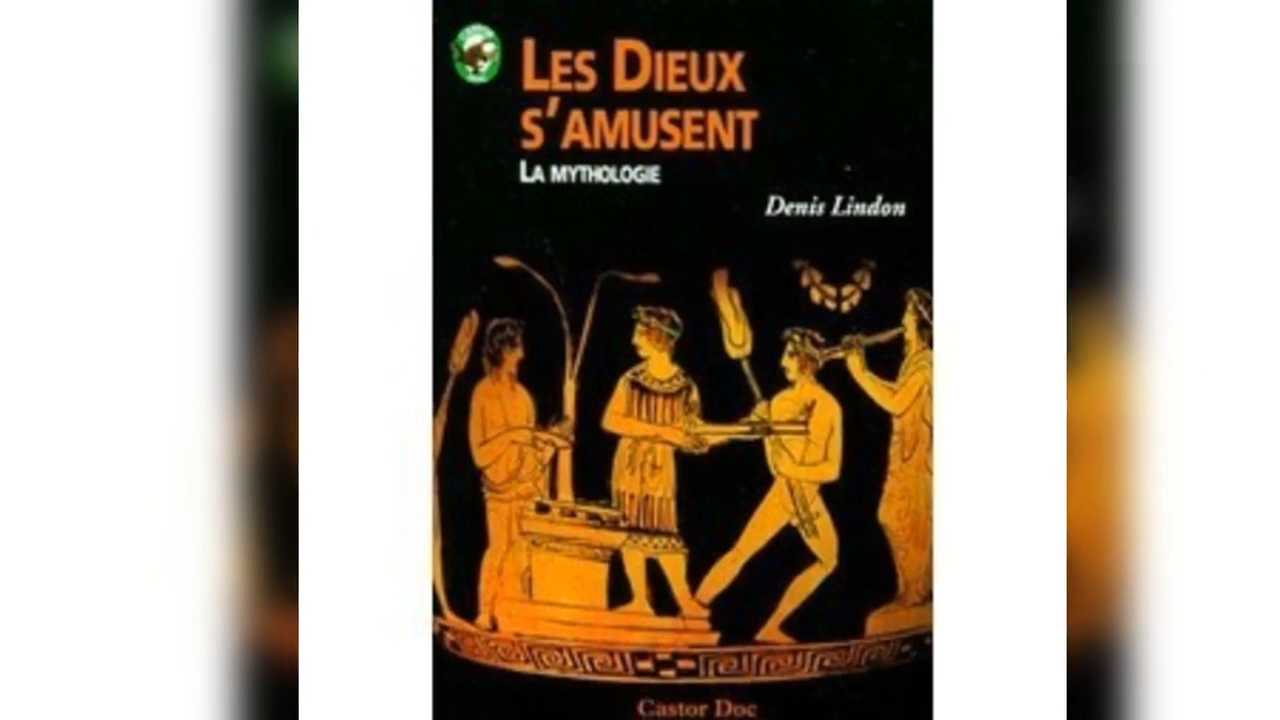 LES DIEUX
S'AMUSENT
LA MYTHOLOGIE
Denis Lindon
Castor Doc